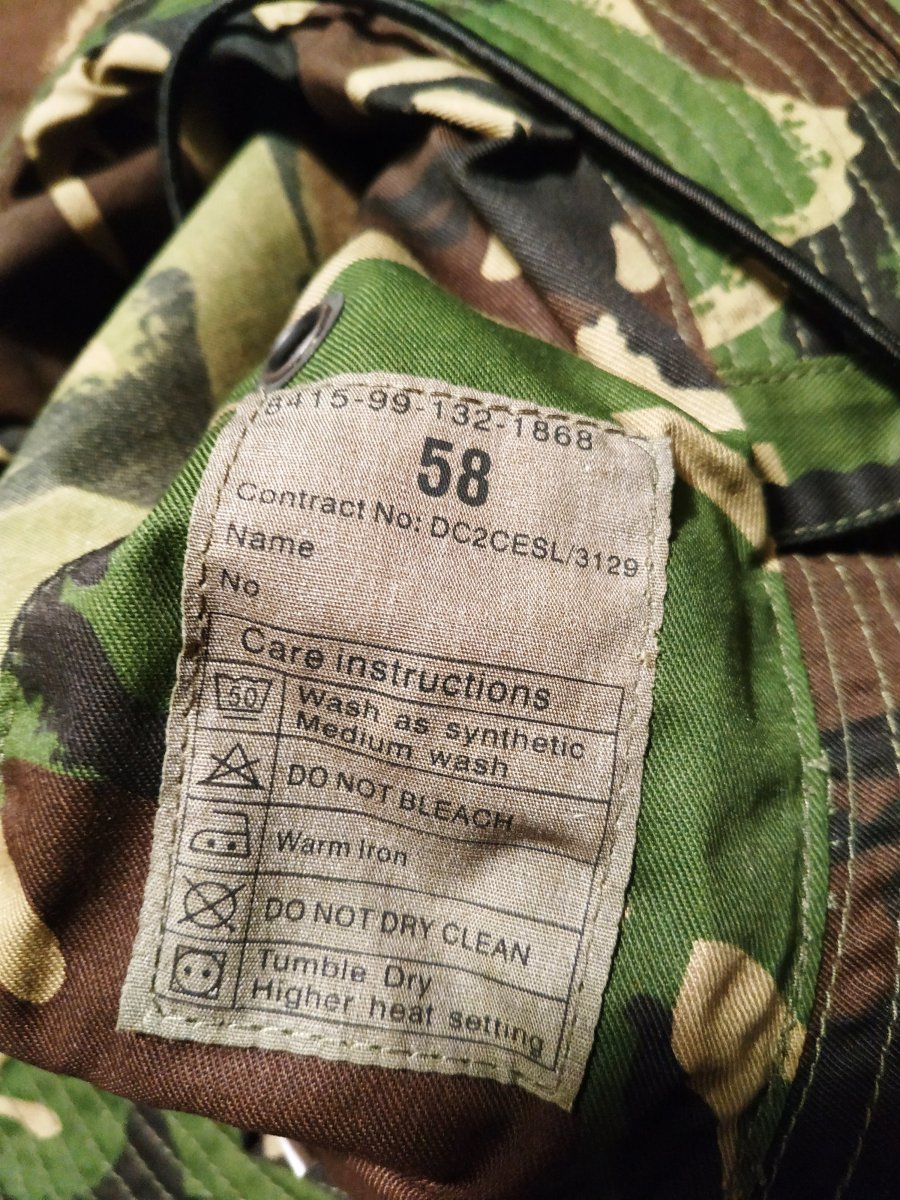 8415-99-132-1868
58
Contract No: DC2CESL/3129
Name
No
Care instructions
50
Wash as synthetic
Medium wash
DO NOT BLEACH
Warm Iron
DO NOT DRY CLEAN
Tumble Dry
Higher heat setting